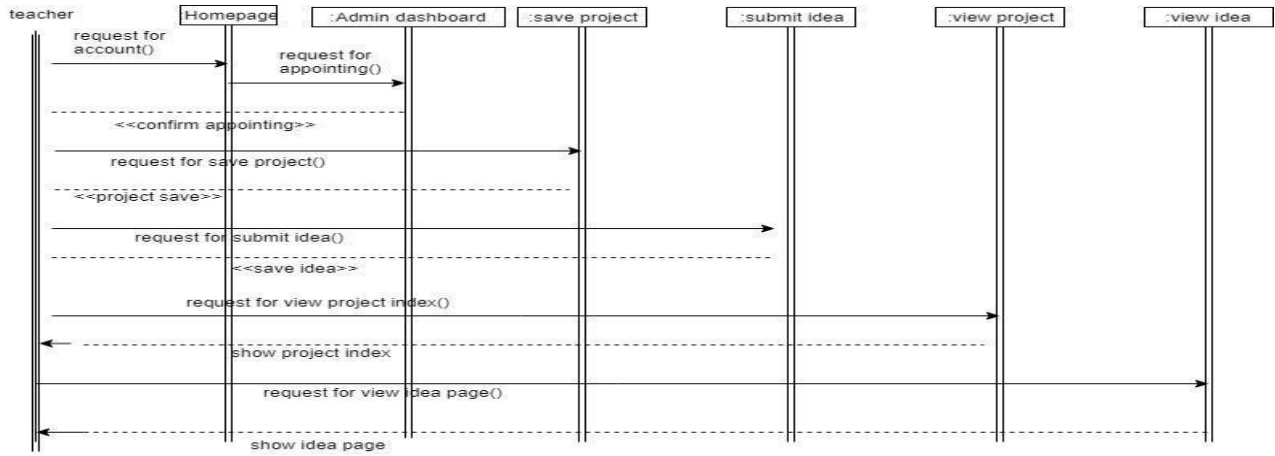 teacher
:Homepage
:Admin dashboard
:save project
:submit idea
:view project
:view idea
request for
account()
request for
appointing()
<<confirm appointing>>
request for save project()
<<project save>>
request for submit idea()
<<save idea>>
request for view project index()
show project index
request for view idea page()
show idea page